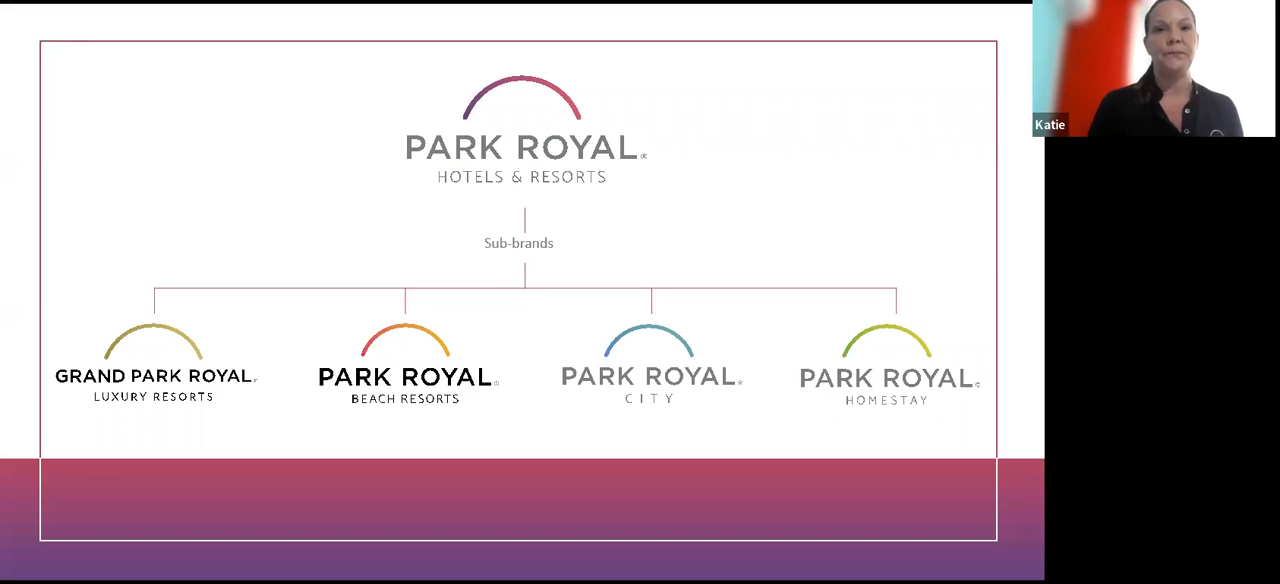 PARK ROYAL®
HOTELS & RESORTS
Sub-brands
GRAND PARK ROYAL®
LUXURY RESORTS
PARK ROYAL®
BEACH RESORTS
PARK ROYAL®
CITY
PARK ROYAL®
HOMESTAY
Katie